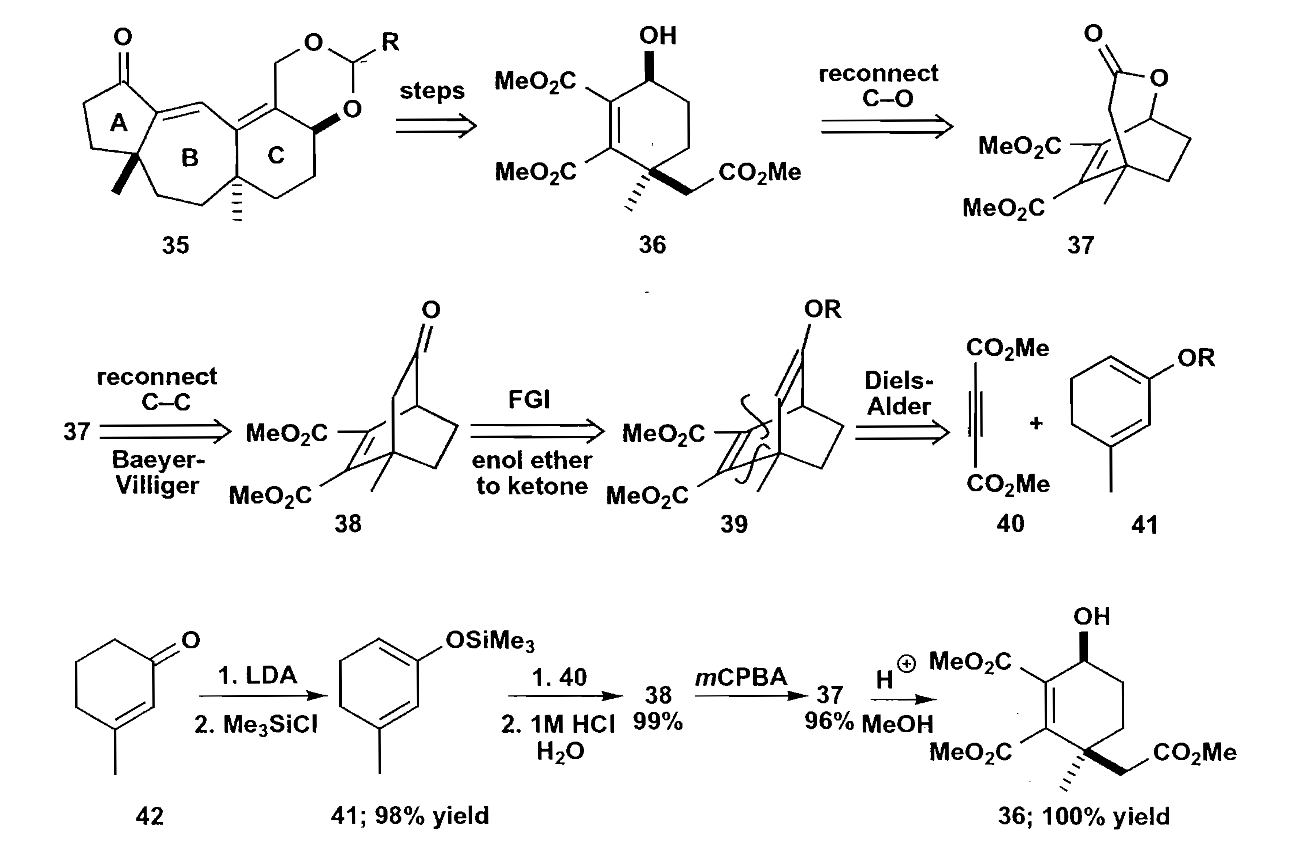 O
O
R
O
A
B
C
35
steps
OH
MeO2C
MeO2C
CO2Me
36
reconnect
C–O
O
O
MeO2C
MeO2C
37
37
reconnect
C–C
Baeyer-
Villiger
O
MeO2C
MeO2C
38
FGI
enol ether
to ketone
OR
MeO2C
MeO2C
39
Diels-
Alder
CO2Me
CO2Me
40
+
OR
41
O
42
1. LDA
2. Me3SiCl
OSiMe3
41; 98% yield
1. 40
2. 1M HCl
H2O
38
99%
mCPBA
37
96%
H⊕
MeOH
OH
MeO2C
MeO2C
CO2Me
36; 100% yield